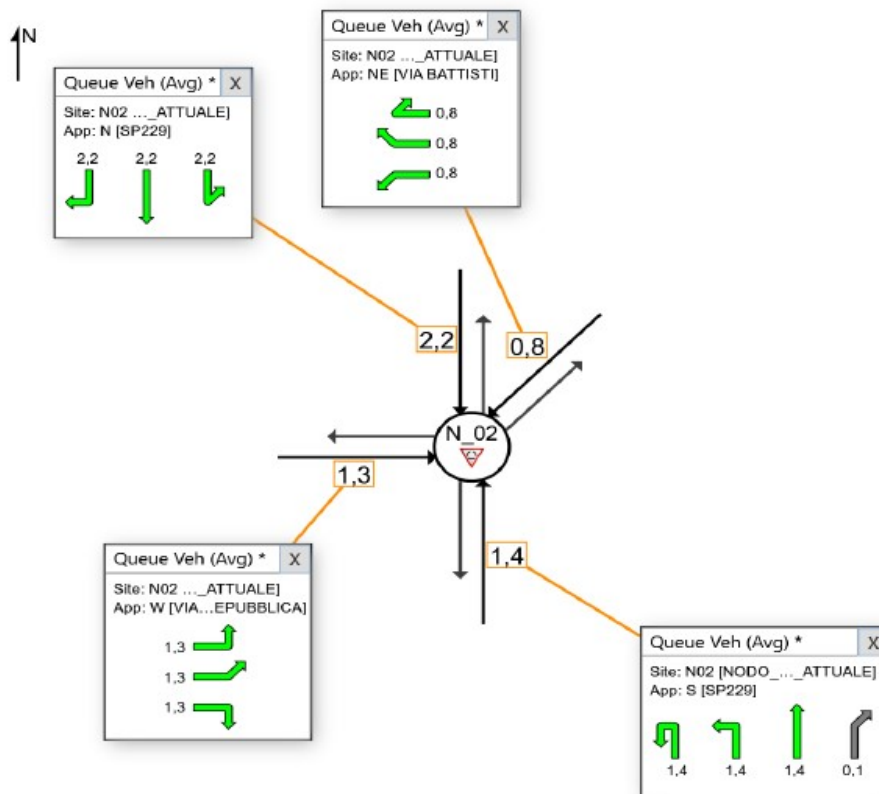 N
Queue Veh (Avg) * X
Site: N02 ..._ATTUALE]
App: N [SP229]
2,2 2,2 2,2
Queue Veh (Avg) * X
Site: N02 ..._ATTUALE]
App: NE [VIA BATTISTI]
0,8
0,8
0,8
2,2
0,8
N_02
1,3
1,4
Queue Veh (Avg) * X
Site: N02 ..._ATTUALE]
App: W [VIA...EPUBBLICA]
1,3
1,3
1,3
Queue Veh (Avg) * X
Site: N02 [NODO_..._ATTUALE]
App: S [SP229]
1,4 1,4 1,4 0,1